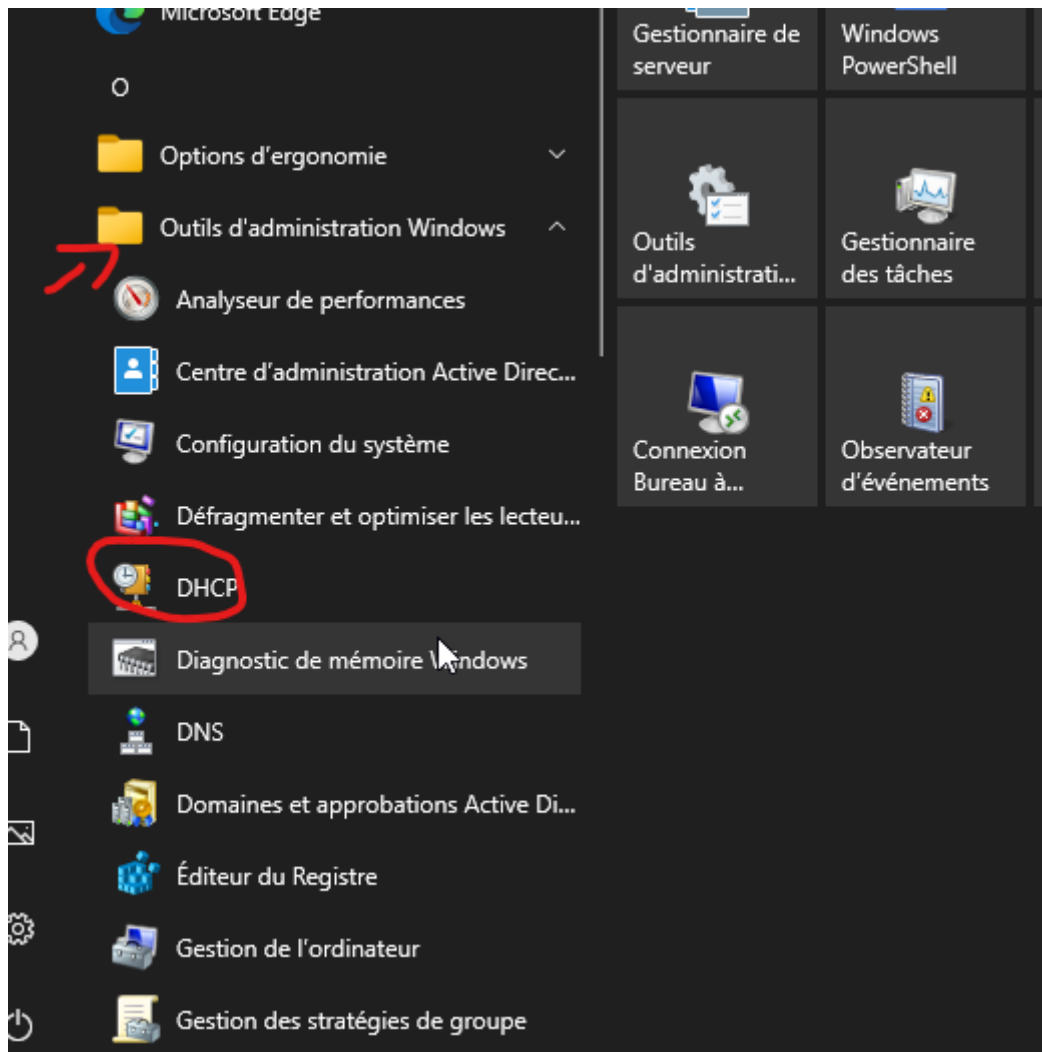 Microsoft Edge
O
Options d'ergonomie
Outils d'administration Windows
Analyseur de performances
Centre d'administration Active Direc...
Configuration du système
Défragmenter et optimiser les lecteu...
DHCP
Diagnostic de mémoire Windows
DNS
Domaines et approbations Active Di...
Éditeur du Registre
Gestion de l'ordinateur
Gestion des stratégies de groupe
Gestionnaire de
serveur
Windows
PowerShell
Outils
d'administrati...
Gestionnaire
des tâches
Connexion
Bureau à...
Observateur
d'événements